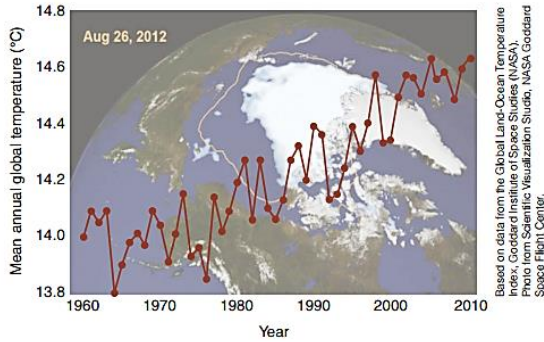 14.8
14.6
14.4
14.2
14.0
13.8
Mean annual global temperature (°C)
Aug 26, 2012
1960
1970
1980
1990
2000
2010
Year
Based on data from the Global Land-Ocean Temperature
Index, Goddard Institute of Space Studies (NASA).
Photo from Scientific Visualization Studio, NASA Goddard
Space Flight Center.